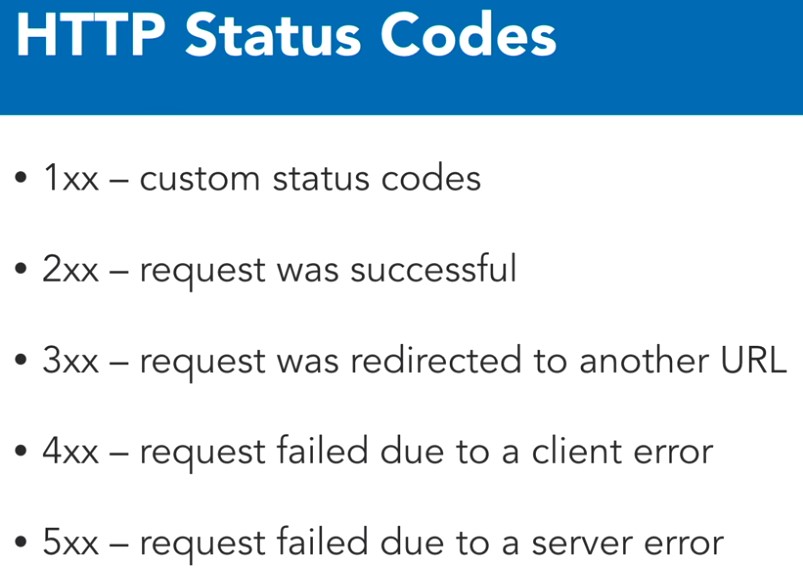 HTTP Status Codes
• 1xx – custom status codes
• 2xx – request was successful
• 3xx – request was redirected to another URL
• 4xx – request failed due to a client error
• 5xx – request failed due to a server error